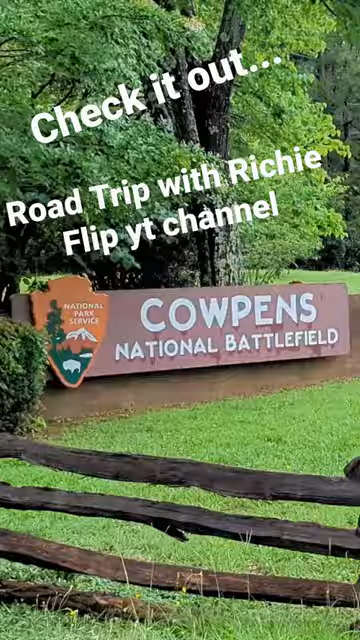 Check it out...
Road Trip with Richie
Flip yt channel
NATIONAL
PARK
SERVICE
COWPENS
NATIONAL BATTLEFIELD